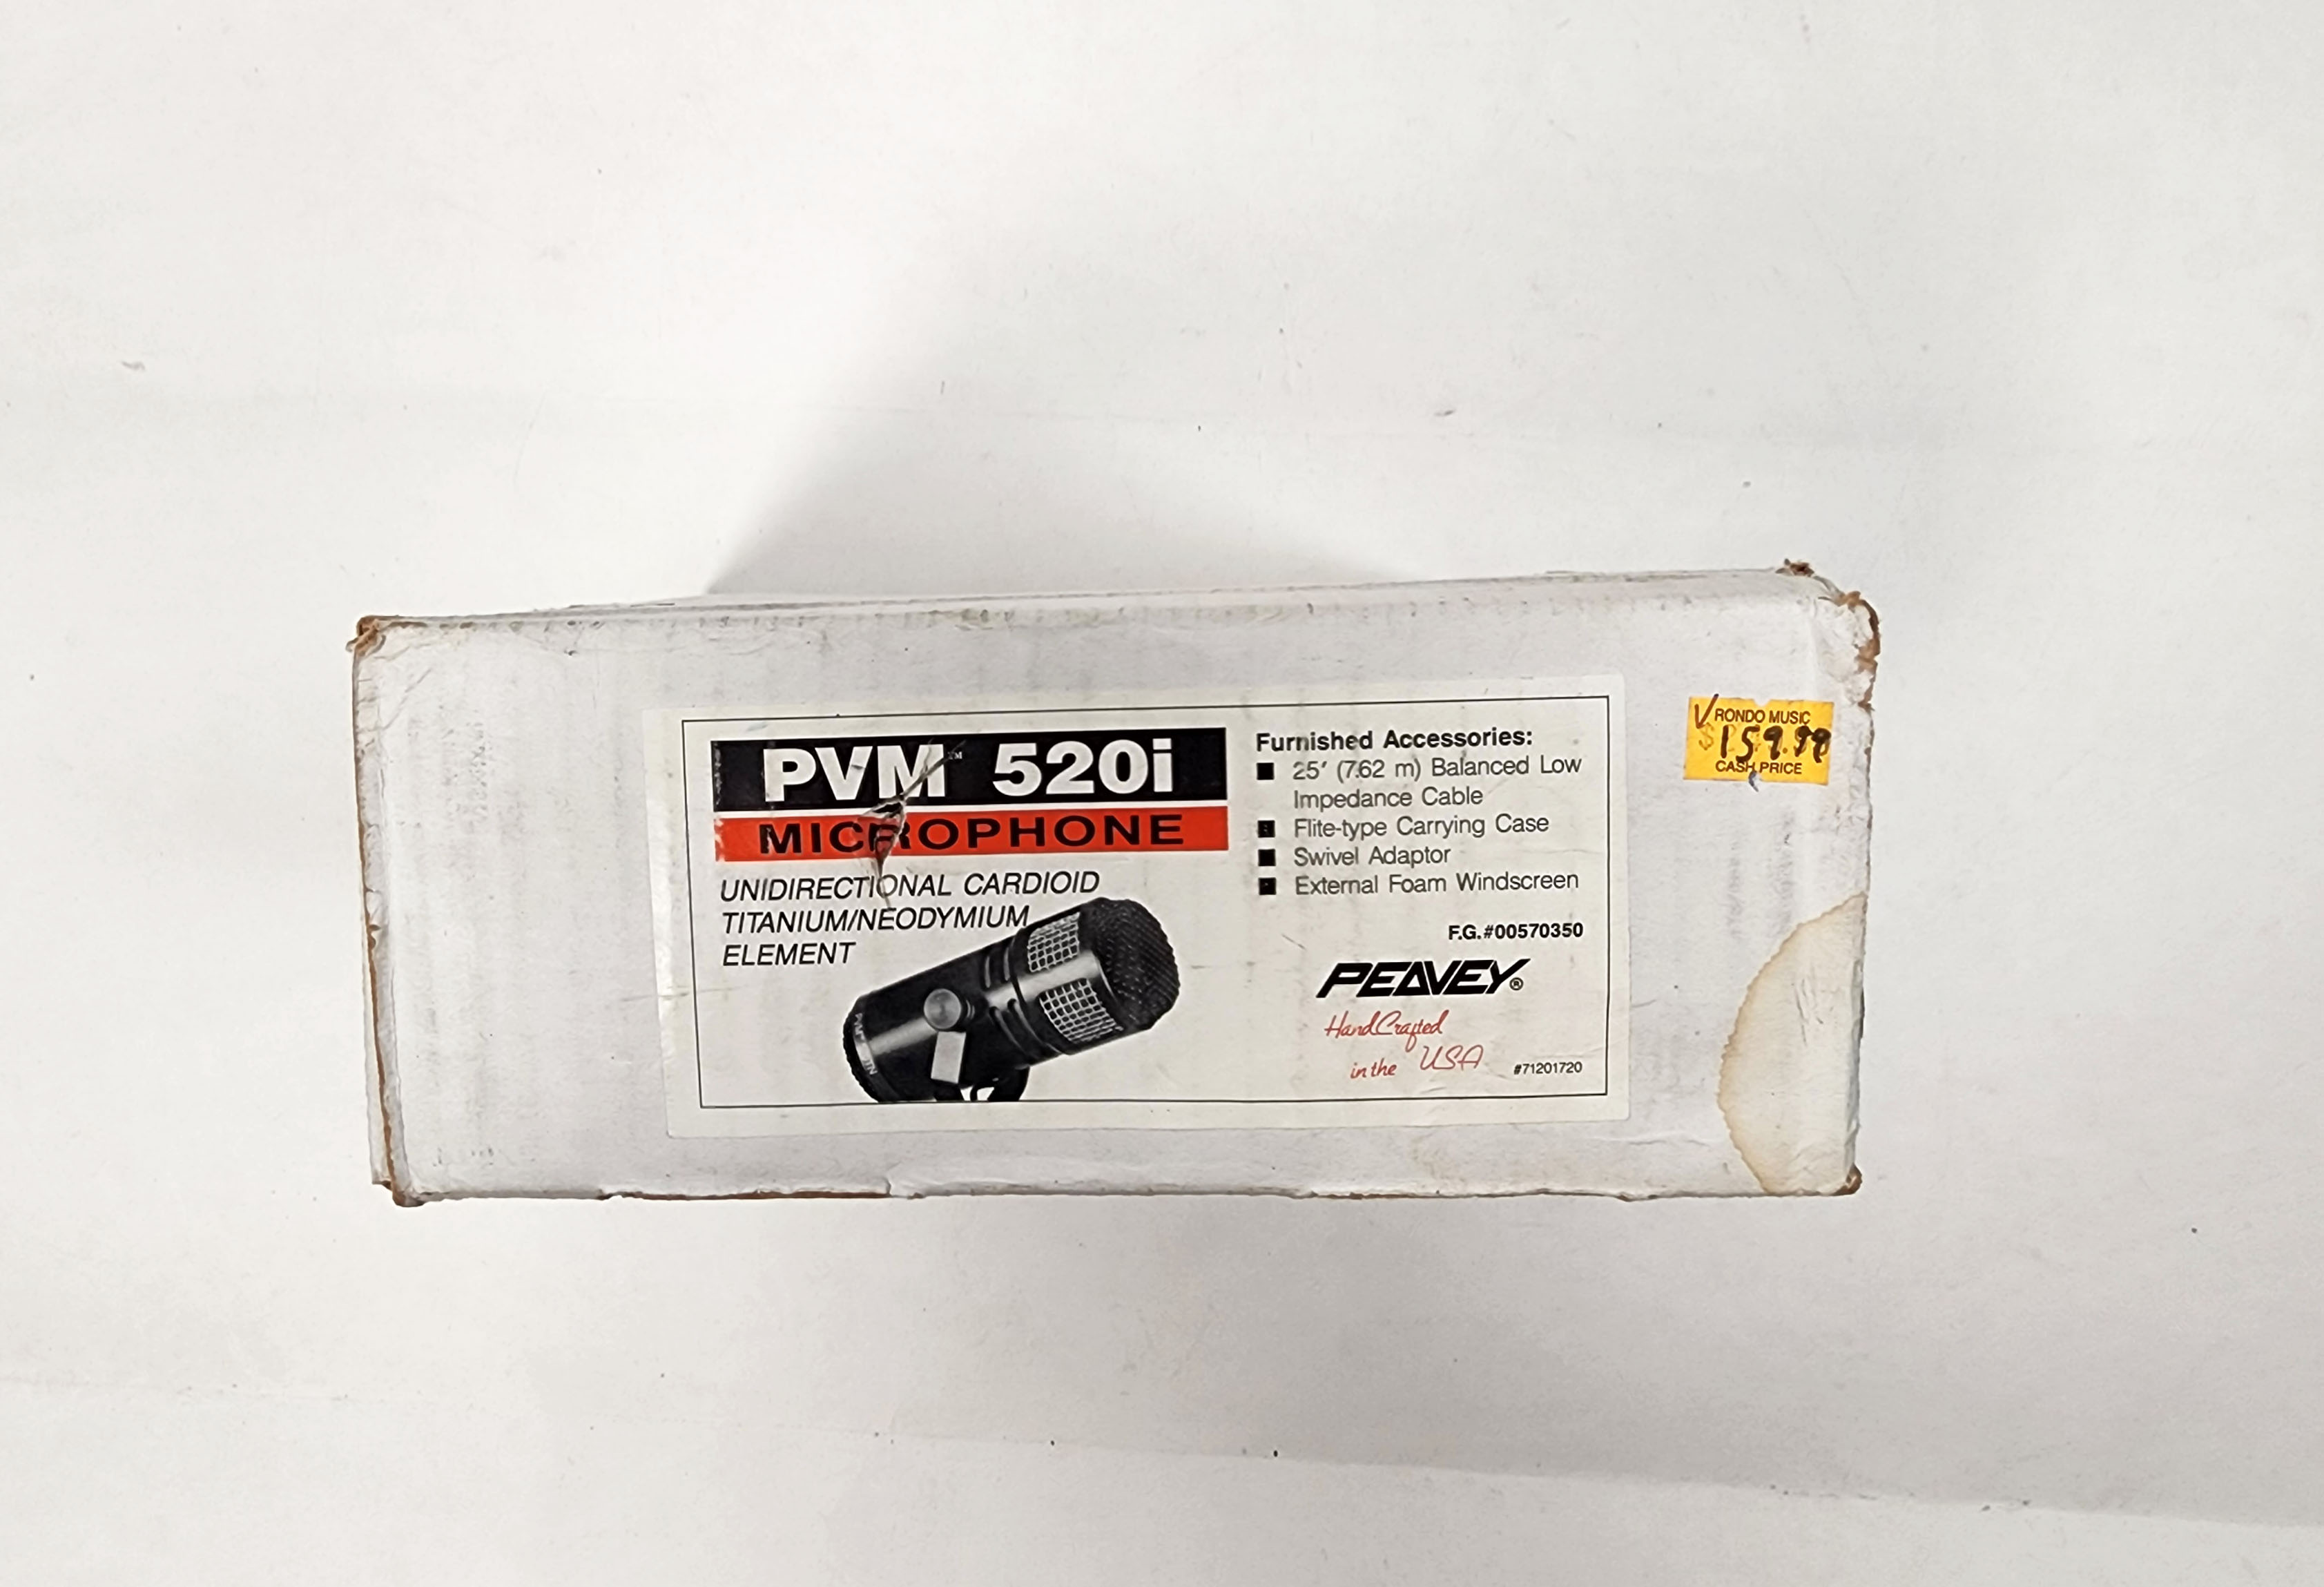 PVM™ 520i
MICROPHONE
UNIDIRECTIONAL CARDIOID
TITANIUM/NEODYMIUM
ELEMENT
Furnished Accessories:
■ 25' (7.62 m) Balanced Low
Impedance Cable
■ Flite-type Carrying Case
■ Swivel Adaptor
■ External Foam Windscreen
F.G.#00570350
PEAVEY®
HandCrafted
in the USA
#71201720
RONDO MUSIC
$159.99
CASH PRICE